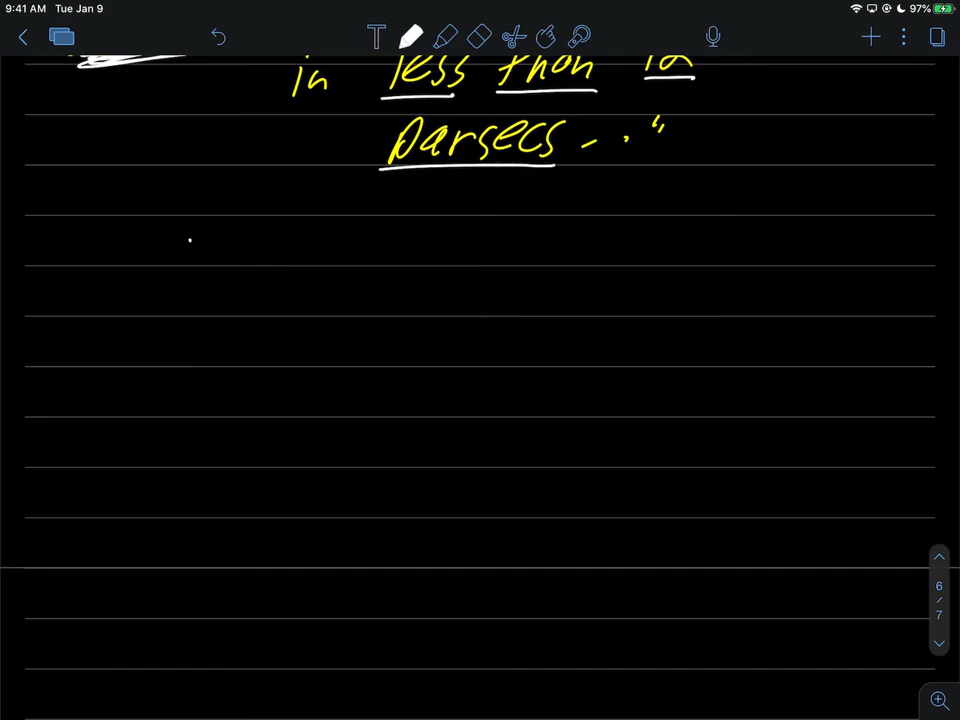 9:41 AM Tue Jan 9
97%
T
in less than
parsecs - . "
6
/
7